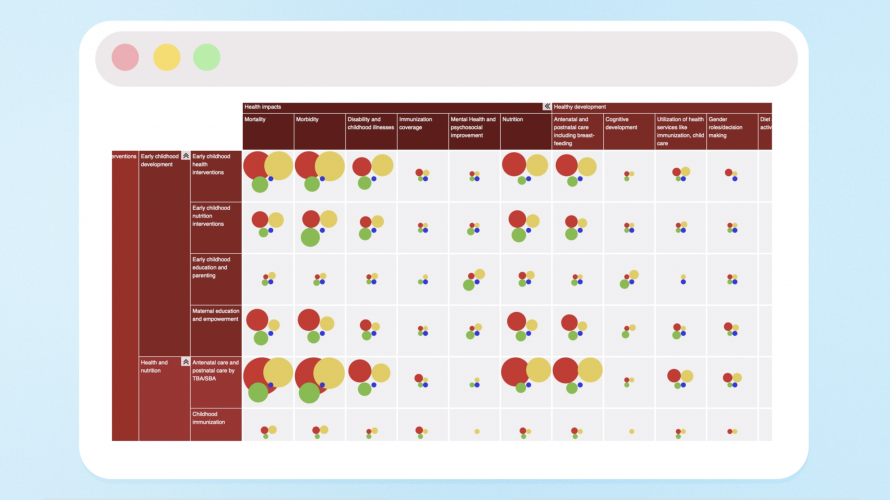 Health impacts
Healthy development
Mortality
Morbidity
Disability and
childhood illnesses
Immunization
coverage
Mental Health and
psychosocial
improvement
Nutrition
Antenatal and
postnatal care
including breast-
feeding
Cognitive
development
Utilization of health
services like
immunization, child
care
Gender
roles/decision
making
Diet
activ
erventions
Early childhood
development
Early childhood
health
interventions
Early childhood
nutrition
interventions
Early childhood
education and
parenting
Maternal education
and empowerment
Health and
nutrition
Antenatal care and
postnatal care by
TBA/SBA
Childhood
immunization